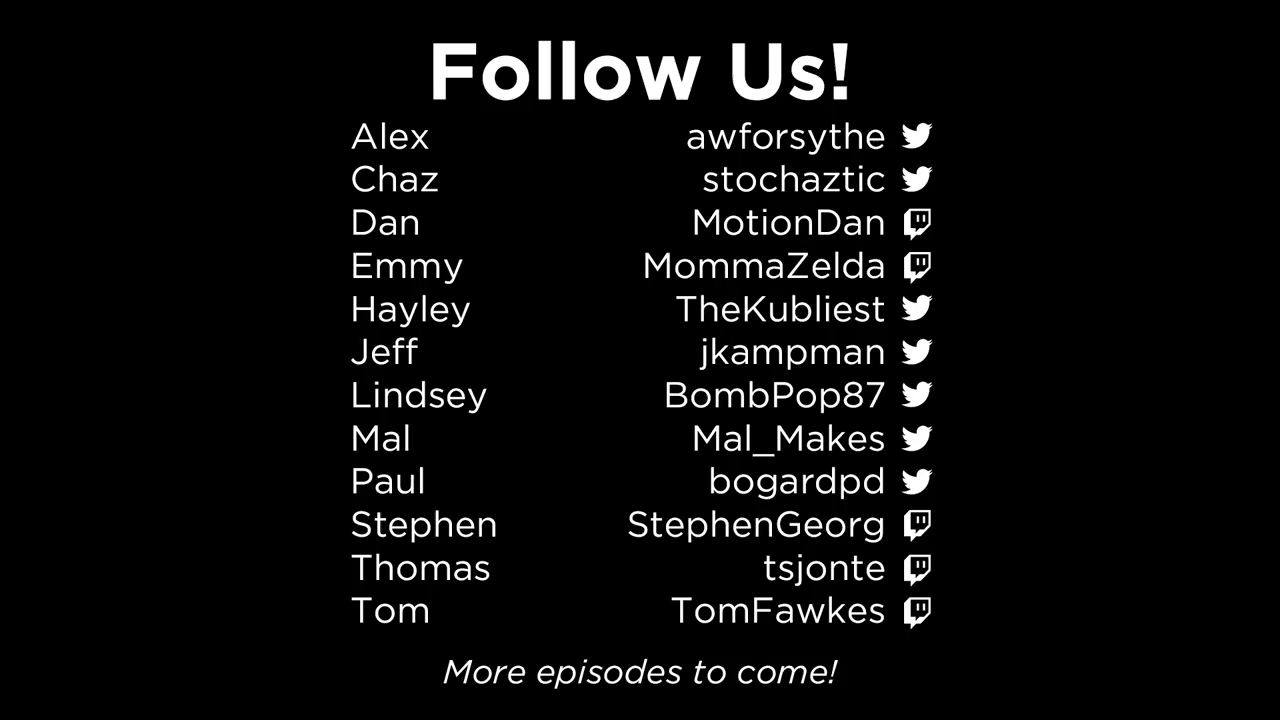 Follow Us!
Alex awforsythe
Chaz stochaztic
Dan MotionDan
Emmy MommaZelda
Hayley TheKubliest
Jeff jkampman
Lindsey BombPop87
Mal Mal_Makes
Paul bogardpd
Stephen StephenGeorg
Thomas tsjonte
Tom TomFawkes
More episodes to come!